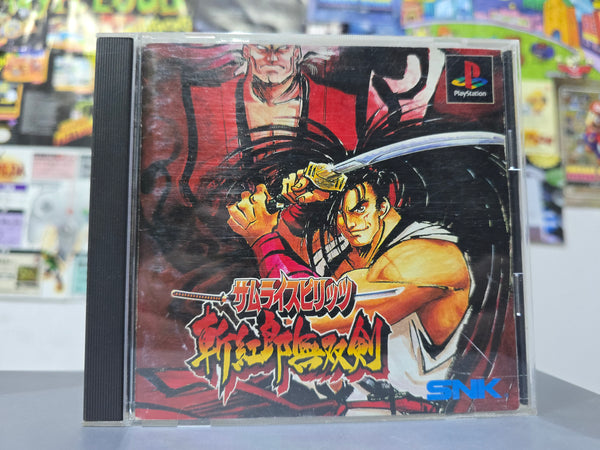 PlayStation
サムライスピリッツ
斬紅郎無双剣
SNK